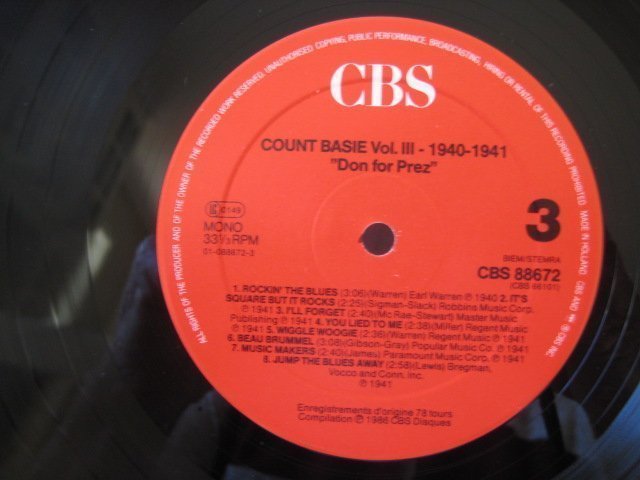 ALL RIGHTS OF THE PRODUCER AND OF THE OWNER OF THE RECORDED WORK RESERVED. UNAUTHORISED COPYING, PUBLIC PERFORMANCE, BROADCASTING, HIRING OR RENTAL OF THIS RECORDING PROHIBITED. MADE IN HOLLAND
CBS
COUNT BASIE Vol. III - 1940-1941
"Don for Prez"
3
MONO
33⅓ RPM
01-088672-3
BIEM/STEMRA
CBS 88672
1. ROCKIN' THE BLUES (3:06) (Warren) Earl Warren ℗ 1940 2. IT'S
SQUARE BUT IT ROCKS (2:25) (Sigman-Slack) Robbins Music Corp.
℗ 1941 3. I'LL FORGET (2:40) (Mc Rae-Stewart) Master Music
Publishing ℗ 1941 4. YOU LIED TO ME (2:38) (Miller) Regent Music
℗ 1941 5. WIGGLE WOOGIE (2:36) (Warren) Regent Music ℗ 1941
6. BEAU BRUMMEL (3:08) (Gibson-Gray) Popular Music Co. ℗ 1941
7. MUSIC MAKERS (2:40) (James) Paramount Music Corp. ℗ 1941
8. JUMP THE BLUES AWAY (2:58) (Lewis) Bregman,
Vocco and Conn, Inc.
℗ 1941
Enregistrements d'origine 78 tours
Compilation ℗ 1986 CBS Disques